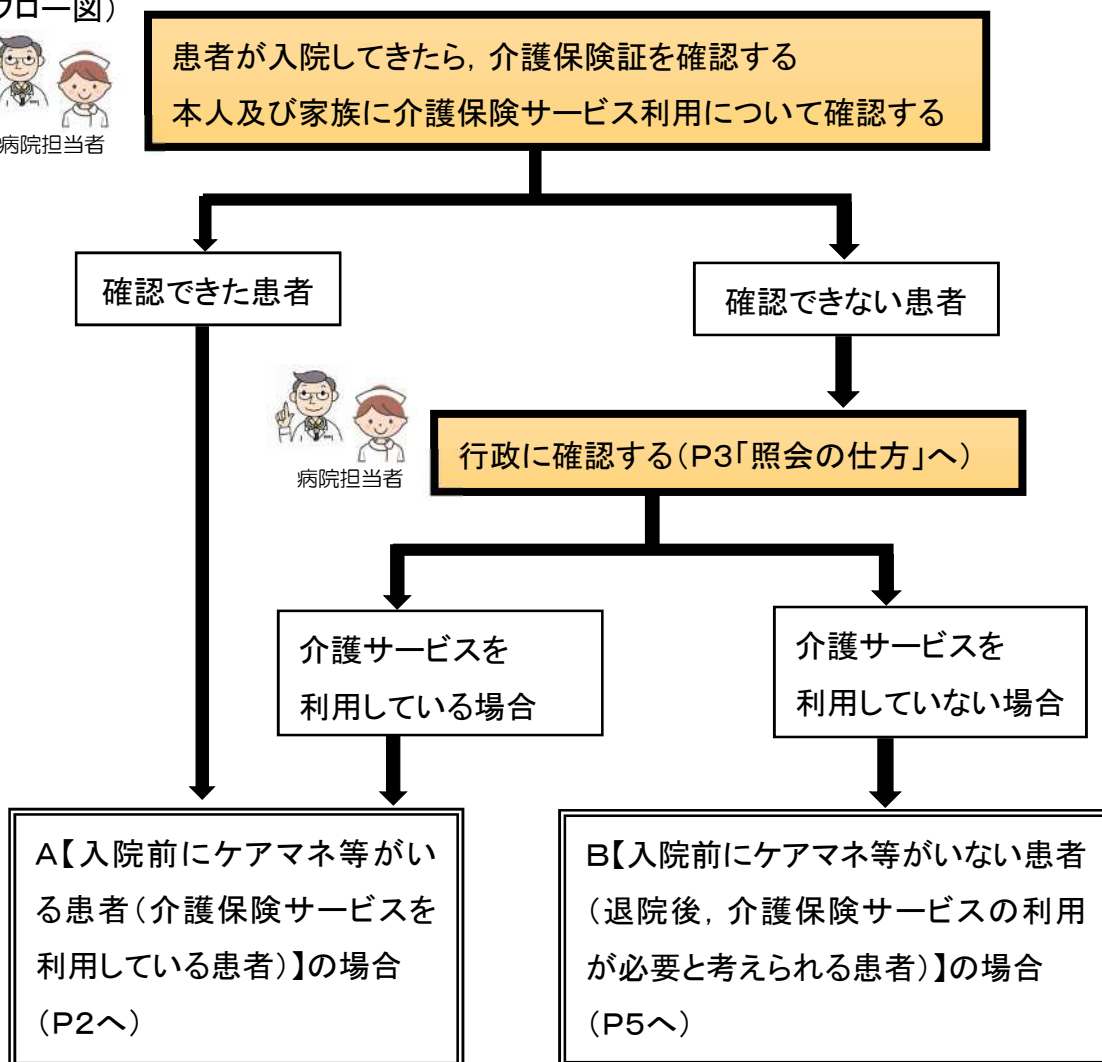 フロー図)
患者が入院してきたら,介護保険証を確認する
本人及び家族に介護保険サービス利用について確認する
病院担当者
確認できた患者
確認できない患者
病院担当者
行政に確認する(P3「照会の仕方」へ)
介護サービスを
利用している場合
介護サービスを
利用していない場合
A【入院前にケアマネ等がい
る患者(介護保険サービスを
利用している患者)】の場合
(P2へ)
B【入院前にケアマネ等がいない患者
(退院後,介護保険サービスの利用
が必要と考えられる患者)】の場合
(P5へ)